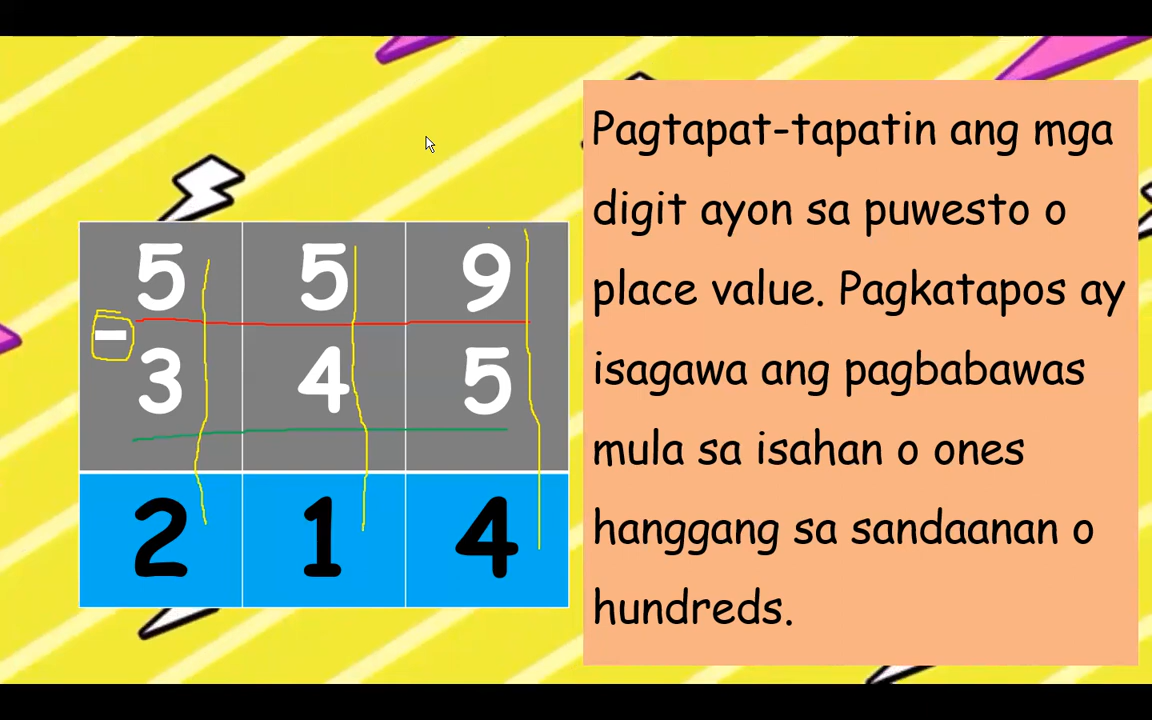 5 5 9
-
3 4 5
2 1 4
Pagtapat-tapatin ang mga
digit ayon sa puwesto o
place value. Pagkatapos ay
isagawa ang pagbabawas
mula sa isahan o ones
hanggang sa sandaanan o
hundreds.